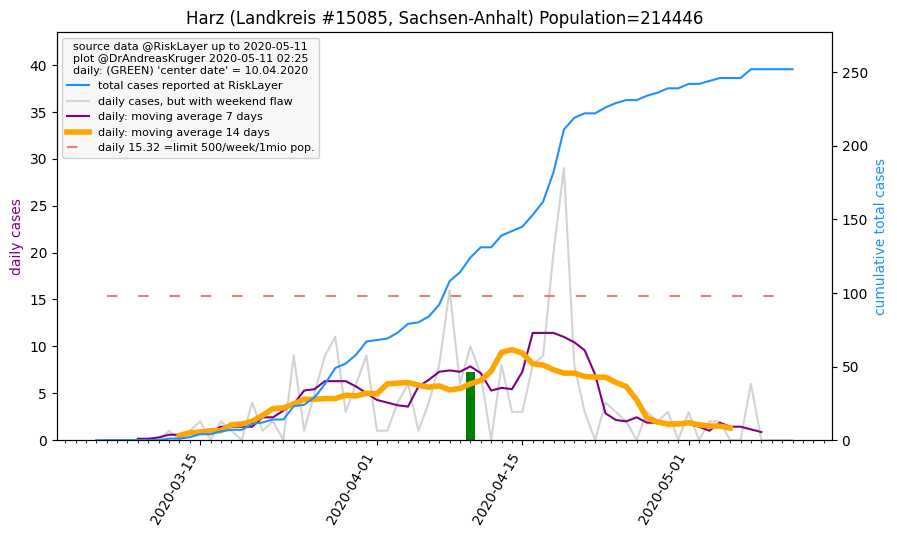 Harz (Landkreis #15085, Sachsen-Anhalt) Population=214446
source data @RiskLayer up to 2020-05-11
plot @DrAndreasKruger 2020-05-11 02:25
daily: (GREEN) 'center date' = 10.04.2020
total cases reported at RiskLayer
daily cases, but with weekend flaw
daily: moving average 7 days
daily: moving average 14 days
daily 15.32 =limit 500/week/1mio pop.
daily cases
40
35
30
25
20
15
10
5
0
250
200
150
100
50
0
cumulative total cases
2020-03-15
2020-04-01
2020-04-15
2020-05-01